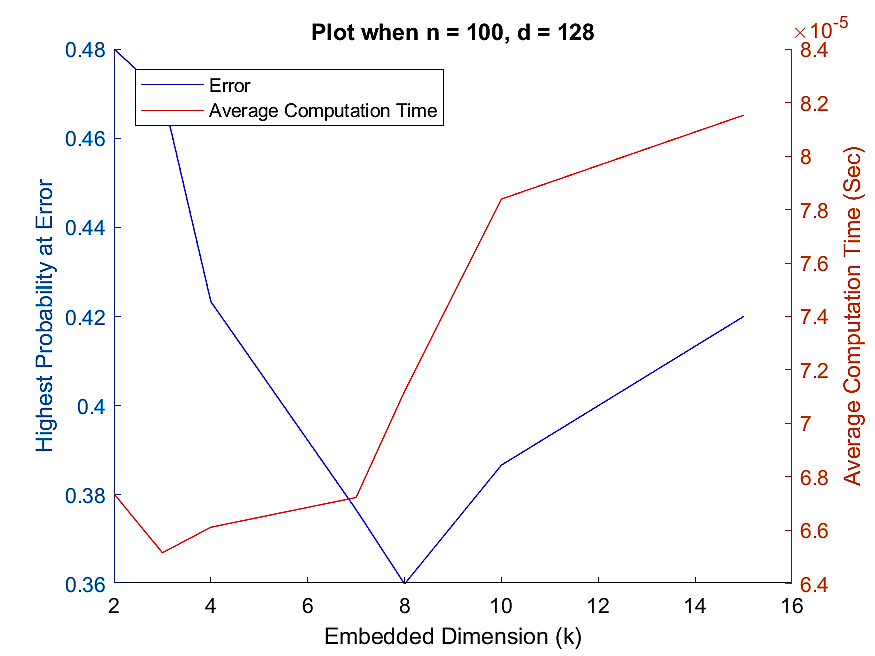 Plot when n = 100, d = 128
×10⁻⁵
Error
Average Computation Time
Highest Probability at Error
0.48
0.46
0.44
0.42
0.4
0.38
0.36
8.4
8.2
8
7.8
7.6
7.4
7.2
7
6.8
6.6
6.4
Average Computation Time (Sec)
2 4 6 8 10 12 14 16
Embedded Dimension (k)